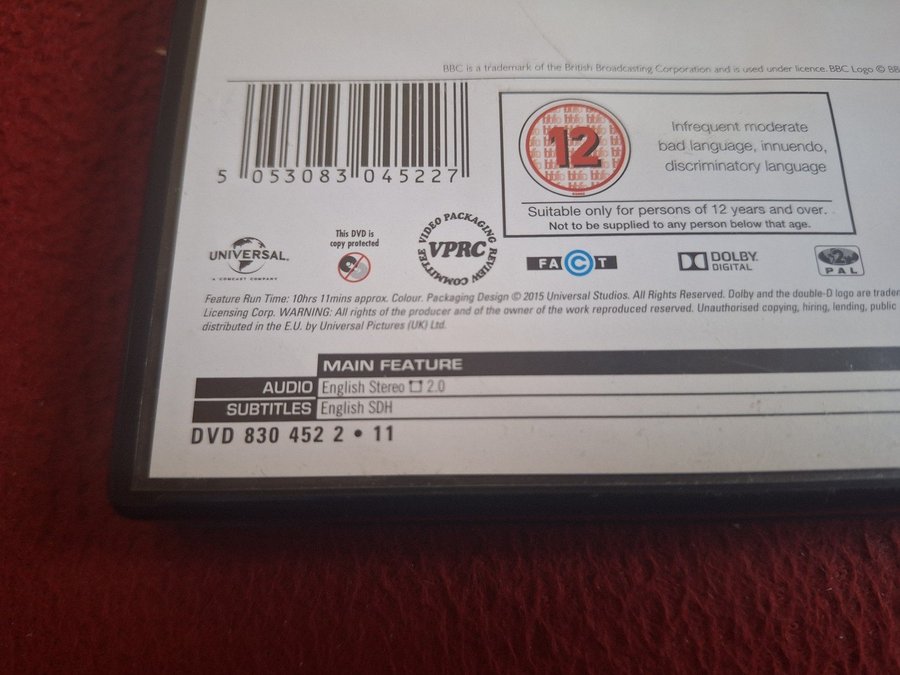 BBC is a trademark of the British Broadcasting Corporation and is used under licence. BBC Logo © BB
5 053083 045227
12
bbfc
Infrequent moderate
bad language, innuendo,
discriminatory language
Suitable only for persons of 12 years and over.
Not to be supplied to any person below that age.
UNIVERSAL
A COMCAST COMPANY
This DVD is
copy protected
VIDEO PACKAGING REVIEW COMMITTEE
VPRC
FACT
DOLBY
DIGITAL
2
PAL
Feature Run Time: 10hrs 11mins approx. Colour. Packaging Design © 2015 Universal Studios. All Rights Reserved. Dolby and the double-D logo are trader
Licensing Corp. WARNING: All rights of the producer and of the owner of the work reproduced reserved. Unauthorised copying, hiring, lending, public
distributed in the E.U. by Universal Pictures (UK) Ltd.
MAIN FEATURE
AUDIO English Stereo 2.0
SUBTITLES English SDH
DVD 830 452 2 • 11